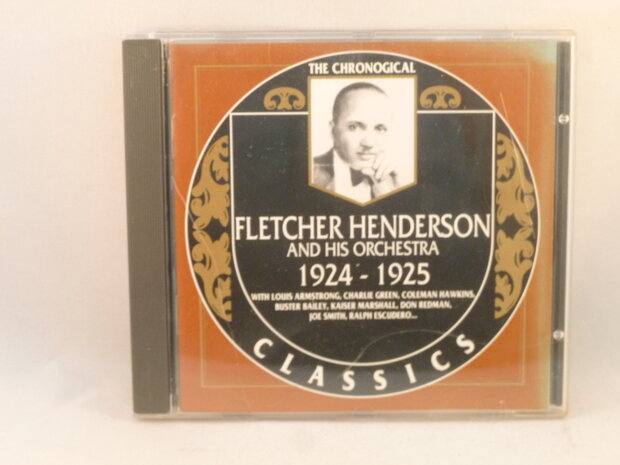 THE CHRONOGICAL
FLETCHER HENDERSON
AND HIS ORCHESTRA
1924 - 1925
WITH LOUIS ARMSTRONG, CHARLIE GREEN, COLEMAN HAWKINS,
BUSTER BAILEY, KAISER MARSHALL, DON REDMAN,
JOE SMITH, RALPH ESCUDERO...
CLASSICS